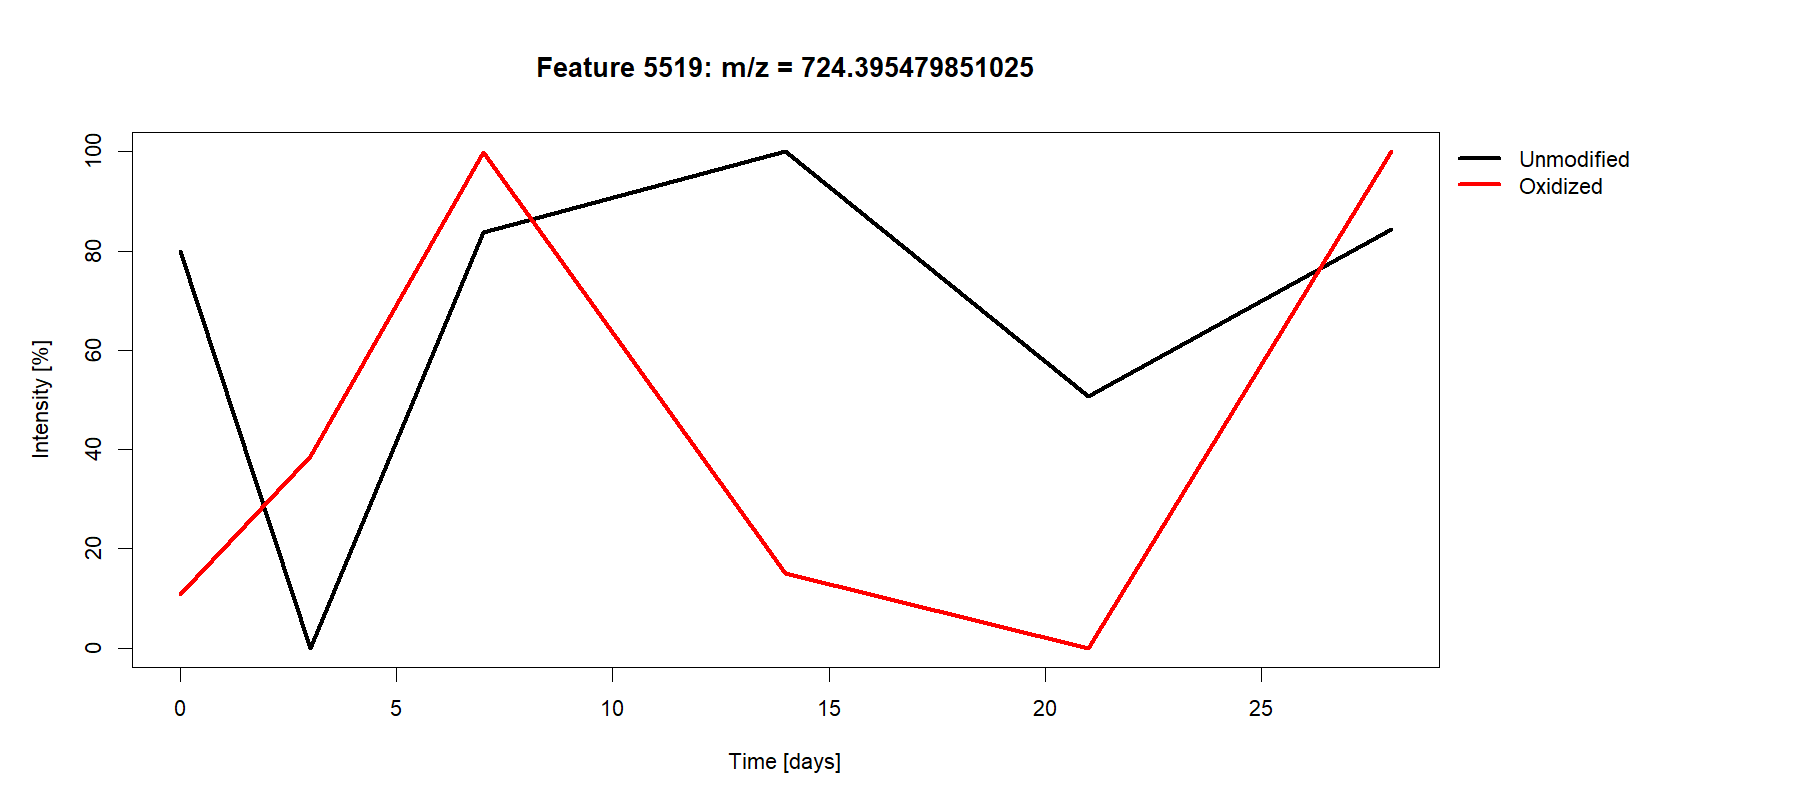 Feature 5519: m/z = 724.395479851025
Unmodified
Oxidized
Intensity [%]
100
80
60
40
20
0
0 5 10 15 20 25
Time [days]